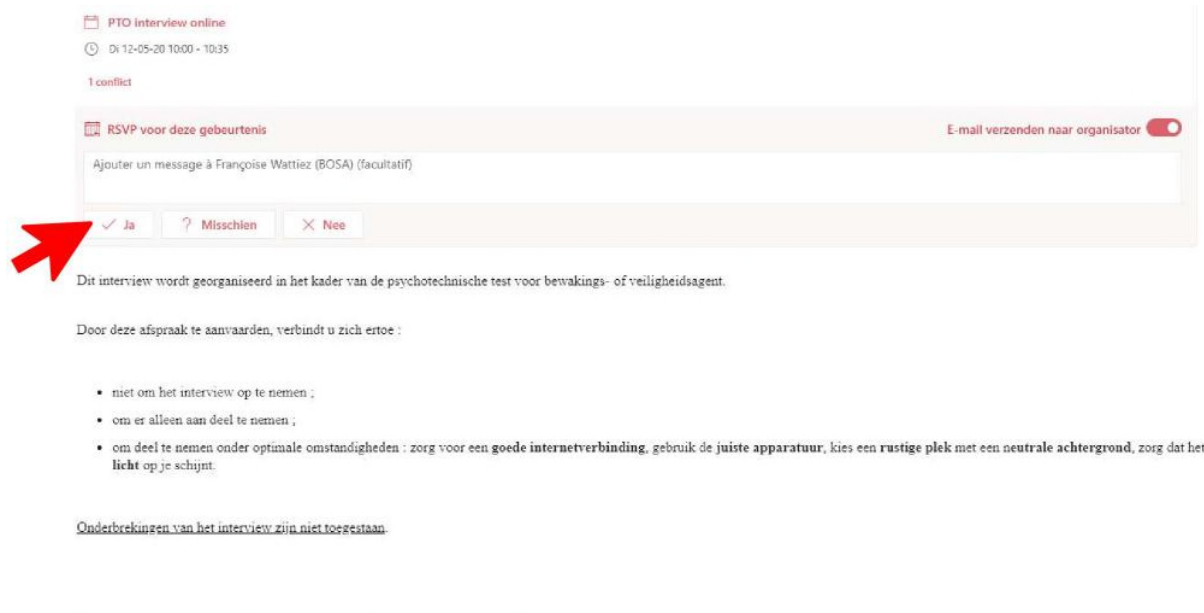 PTO interview online
Di 12-05-20 10:00 - 10:35
1 conflict
RSVP voor deze gebeurtenis
E-mail verzenden naar organisator
Ajouter un message à Françoise Wattiez (BOSA) (facultatif)
Ja
? Misschien
Nee
Dit interview wordt georganiseerd in het kader van de psychotechnische test voor bewakings- of veiligheidsagent.
Door deze afspraak te aanvaarden, verbindt u zich ertoe :
• niet om het interview op te nemen ;
• om er alleen aan deel te nemen ;
• om deel te nemen onder optimale omstandigheden : zorg voor een goede internetverbinding, gebruik de juiste apparatuur, kies een rustige plek met een neutrale achtergrond, zorg dat het
licht op je schijnt.
Onderbrekingen van het interview zijn niet toegestaan.